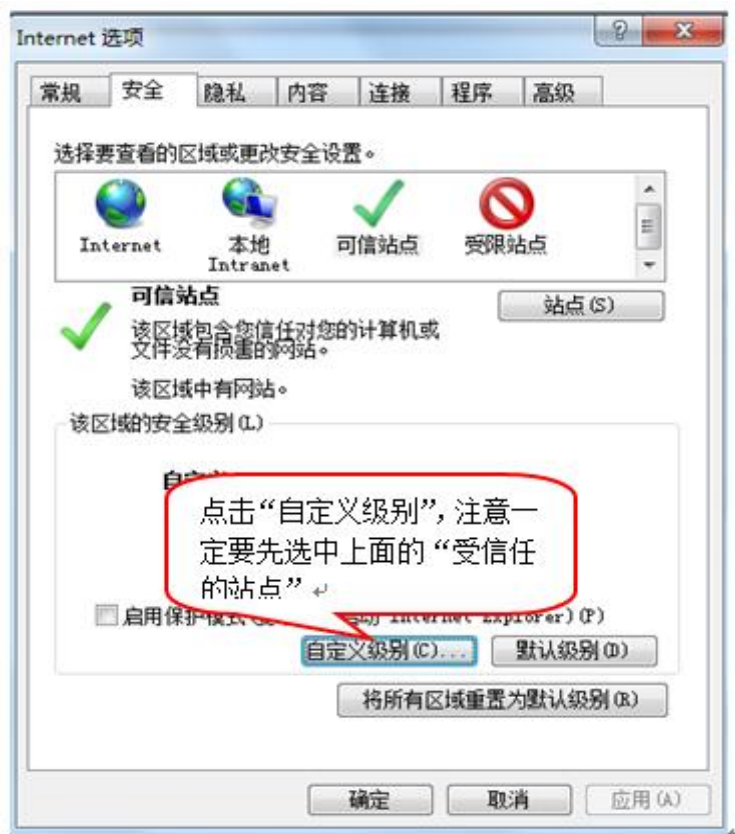 Internet 选项
常规 安全 隐私 内容 连接 程序 高级
选择要查看的区域或更改安全设置。
Internet 本地 可信站点 受限站点
Intranet
可信站点
站点(S)
该区域包含您信任对您的计算机或
文件没有损害的网站。
该区域中有网站。
该区域的安全级别(L)
点击“自定义级别”，注意一
定要先选中上面的“受信任
的站点”
启用保护模式 Internet Explorer)(P)
自定义级别(C)... 默认级别(D)
将所有区域重置为默认级别(R)
确定 取消 应用(A)